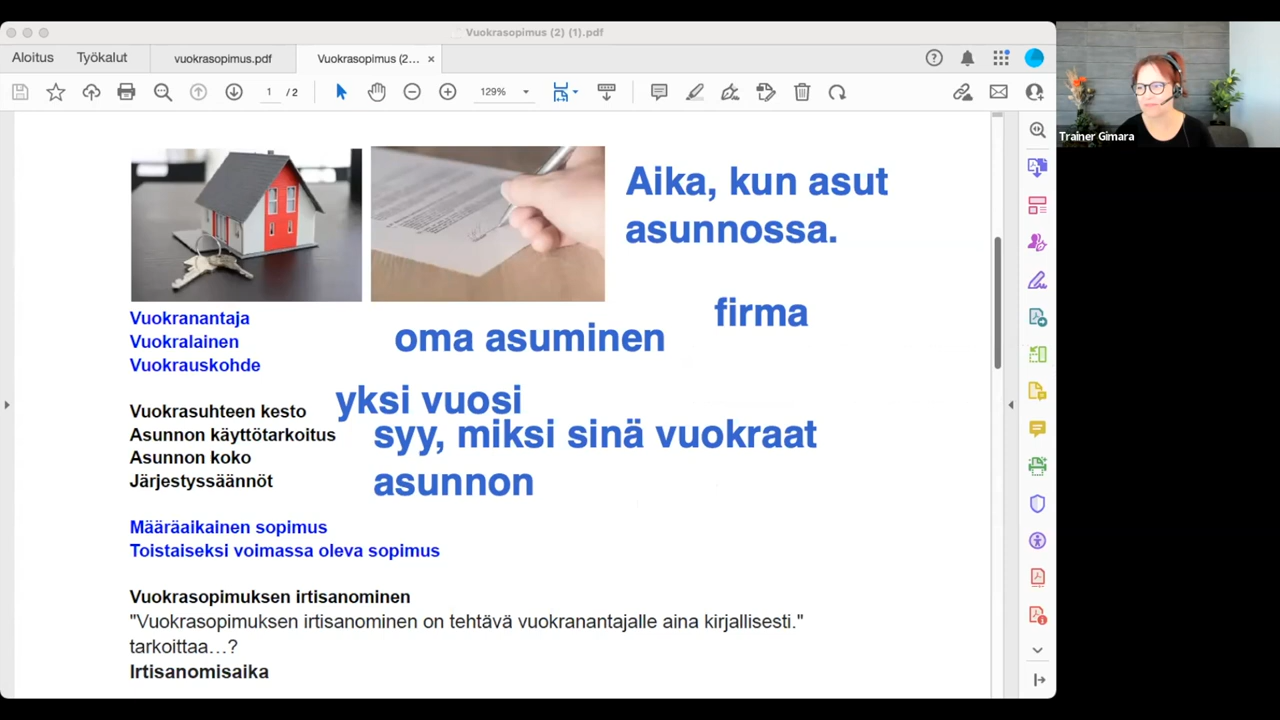 Vuokrasopimus (2) (1).pdf
Aloitus
Työkalut
vuokrasopimus.pdf
Vuokrasopimus (2...
1 / 2
129%
Trainer Gimara
Aika, kun asut
asunnossa.
firma
oma asuminen
Vuokranantaja
Vuokralainen
Vuokrauskohde
yksi vuosi
Vuokrasuhteen kesto
syy, miksi sinä vuokraat
asunnon
Asunnon käyttötarkoitus
Asunnon koko
Järjestyssäännöt
Määräaikainen sopimus
Toistaiseksi voimassa oleva sopimus
Vuokrasopimuksen irtisanominen
"Vuokrasopimuksen irtisanominen on tehtävä vuokranantajalle aina kirjallisesti."
tarkoittaa...?
Irtisanomisaika